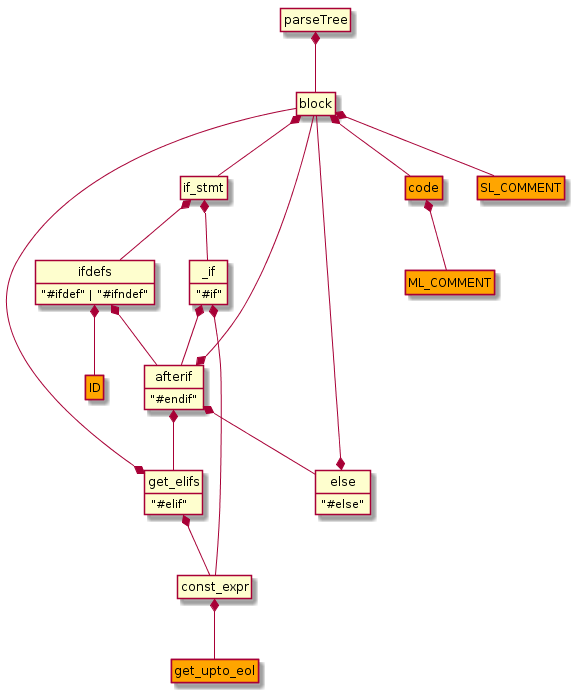 parseTree
block
if_stmt
code
SL_COMMENT
ifdefs
"#ifdef" | "#ifndef"
_if
"#if"
ML_COMMENT
ID
afterif
"#endif"
get_elifs
"#elif"
else
"#else"
const_expr
get_upto_eol